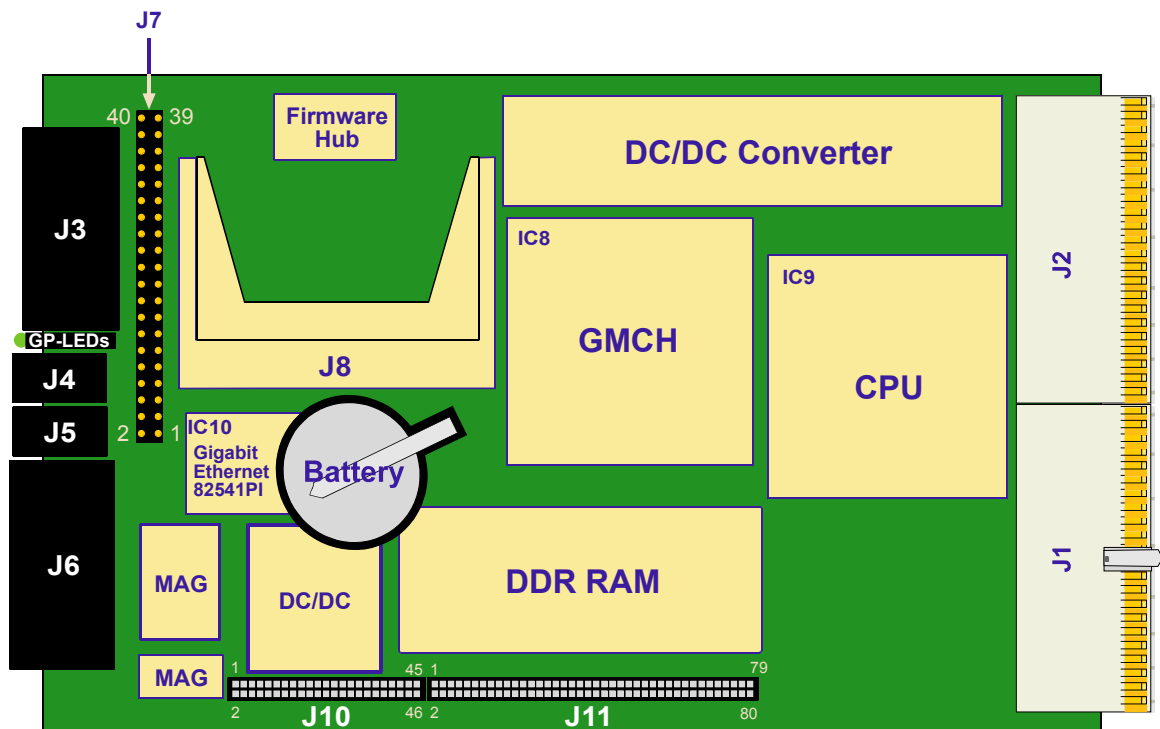 J7
40 39
Firmware
Hub
DC/DC Converter
J3
IC8
J2
IC9
GMCH
GP-LEDs
J8
J4
CPU
J5
2 1
IC10
Gigabit
Ethernet
82541PI
Battery
J6
J1
MAG
DC/DC
DDR RAM
MAG
1 45 1 79
2 J10 46 2 J11 80